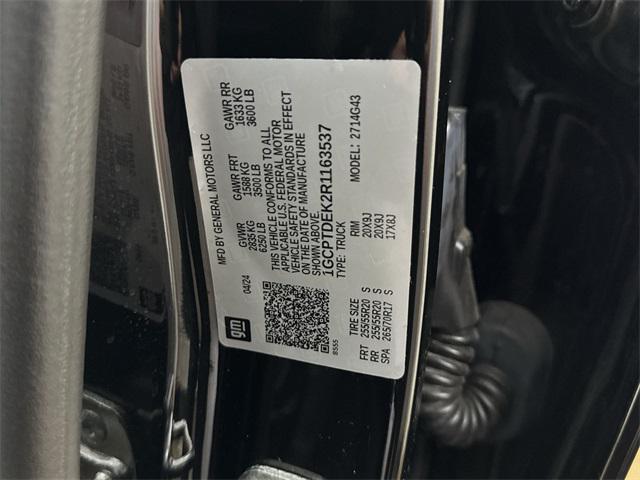 MFD BY GENERAL MOTORS LLC
04/24
GVWR GAWR FRT GAWR RR
2835 KG 1588 KG 1633 KG
6250 LB 3500 LB 3600 LB
THIS VEHICLE CONFORMS TO ALL
APPLICABLE U.S. FEDERAL MOTOR
VEHICLE SAFETY STANDARDS IN EFFECT
ON THE DATE OF MANUFACTURE
SHOWN ABOVE.
1GCPTDEK2R1163537
TYPE: TRUCK MODEL: 2714G43
TIRE SIZE RIM
FRT 255/55R20 S 20X9J
RR 255/55R20 S 20X9J
SPA 265/70R17 S 17X8J
gm